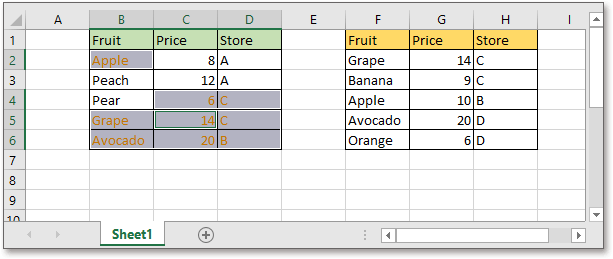 A B C D E F G H I
1 Fruit Price Store Fruit Price Store
2 Apple 8 A Grape 14 C
3 Peach 12 A Banana 9 C
4 Pear 6 C Apple 10 B
5 Grape 14 C Avocado 20 D
6 Avocado 20 B Orange 6 D
7
8
9
10
Sheet1